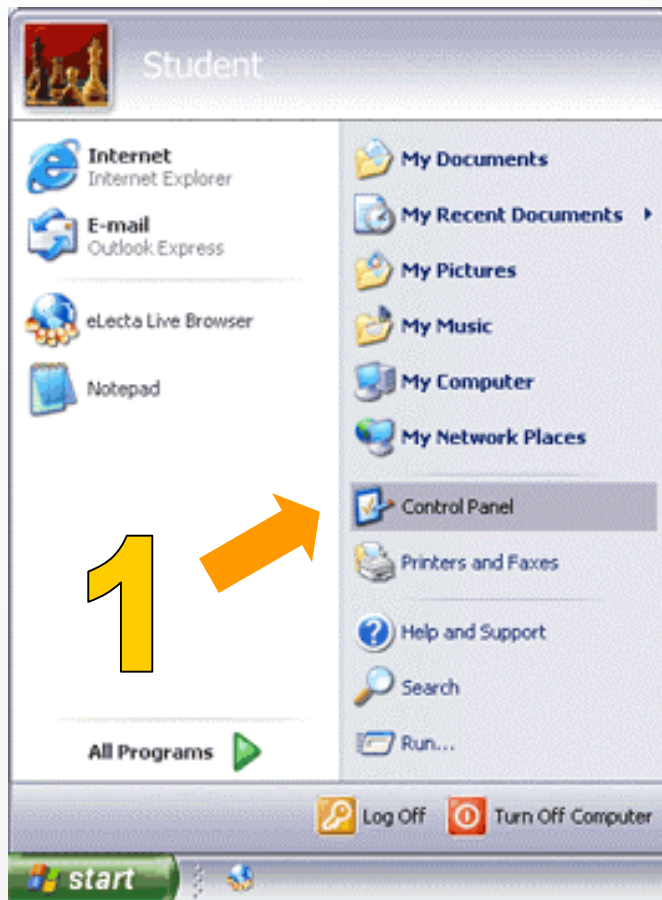 Student
Internet
Internet Explorer
E-mail
Outlook Express
eLecta Live Browser
Notepad
1
All Programs
My Documents
My Recent Documents
My Pictures
My Music
My Computer
My Network Places
Control Panel
Printers and Faxes
Help and Support
Search
Run...
Log Off
Turn Off Computer
start